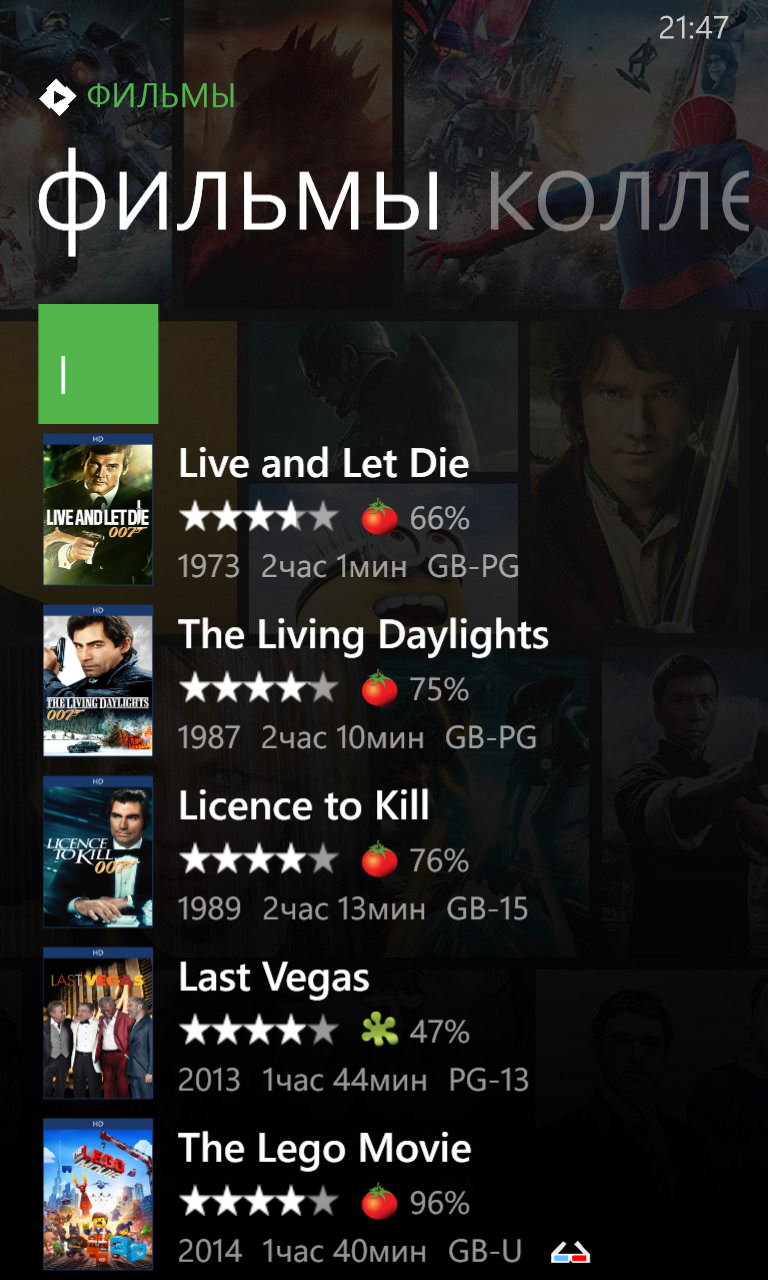 21:47
ФИЛЬМЫ
фильмы колле
l
HD
LIVE AND LET DIE
007
Live and Let Die
66%
1973 2час 1мин GB-PG
HD
THE LIVING DAYLIGHTS
007
The Living Daylights
75%
1987 2час 10мин GB-PG
HD
LICENCE
TO KILL
007
Licence to Kill
76%
1989 2час 13мин GB-15
HD
LAST VEGAS
Last Vegas
47%
2013 1час 44мин PG-13
HD
THE LEGO
MOVIE
The Lego Movie
96%
2014 1час 40мин GB-U